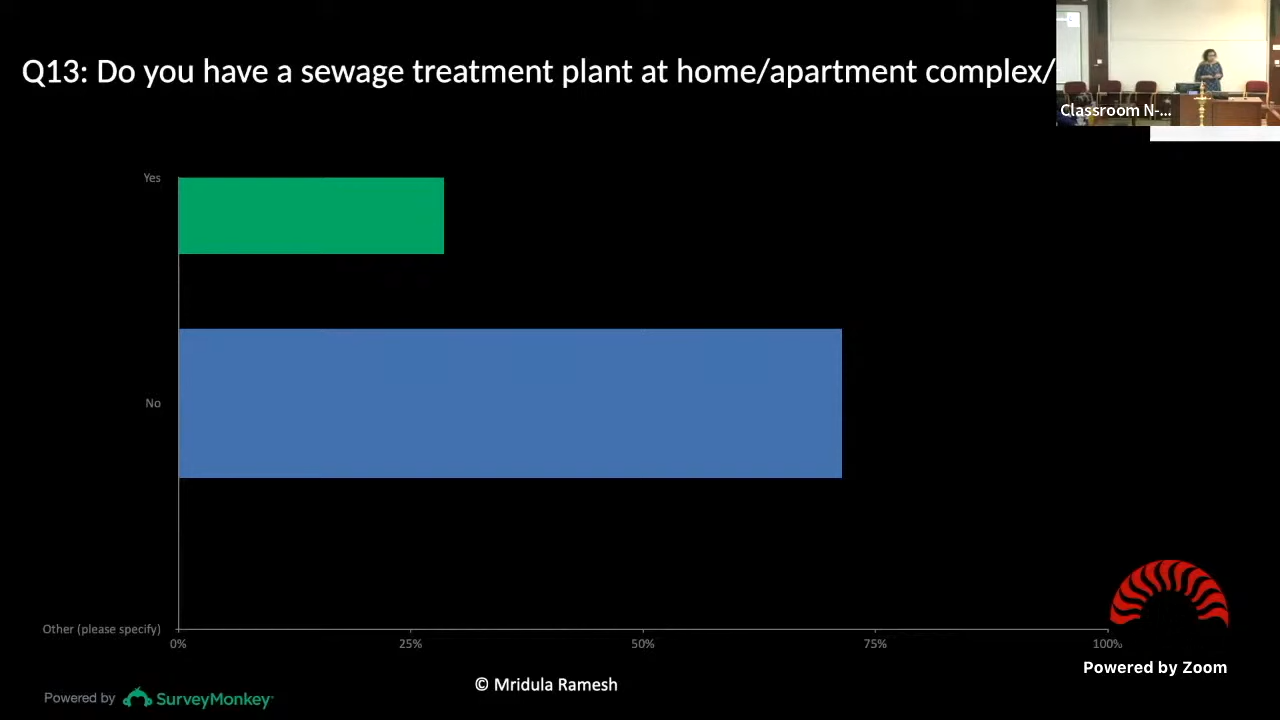 Q13: Do you have a sewage treatment plant at home/apartment complex/
Classroom N-...
Yes
No
Other (please specify)
0%
25%
50%
75%
100%
Powered by Zoom
© Mridula Ramesh
Powered by SurveyMonkey